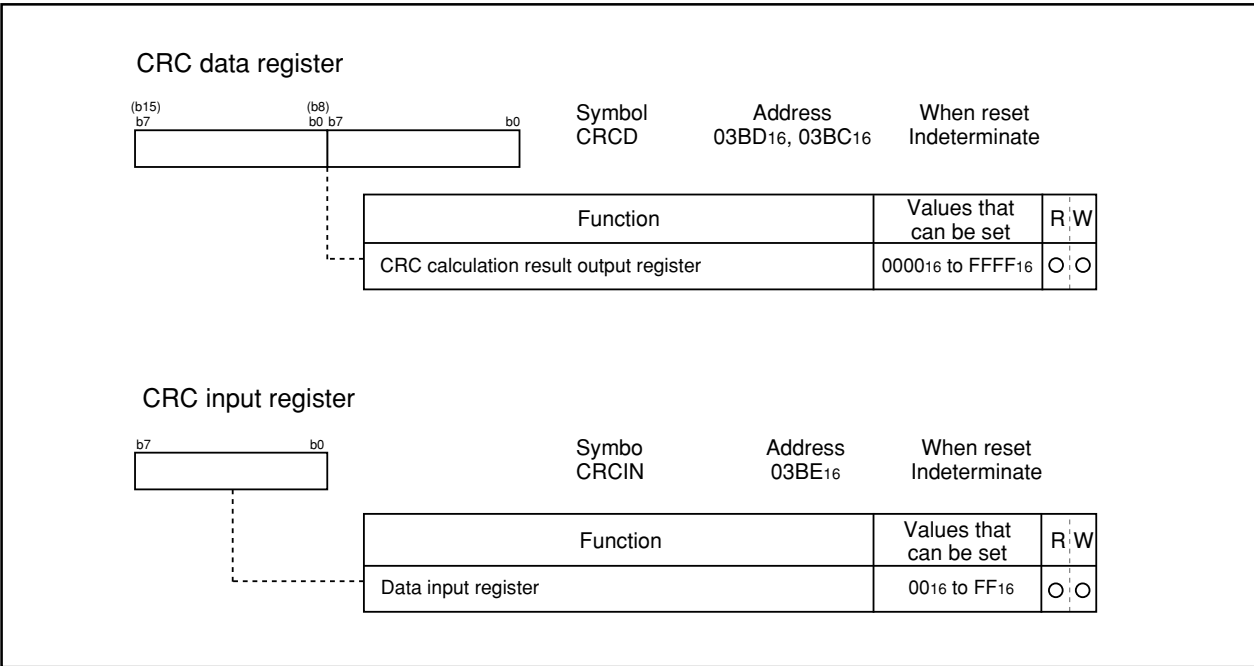 CRC data register
(b15) (b8)
b7 b0 b7 b0
Symbol Address When reset
CRCD 03BD16, 03BC16 Indeterminate
Function Values that can be set R W
CRC calculation result output register 000016 to FFFF16 O O
CRC input register
b7 b0
Symbo Address When reset
CRCIN 03BE16 Indeterminate
Function Values that can be set R W
Data input register 0016 to FF16 O O